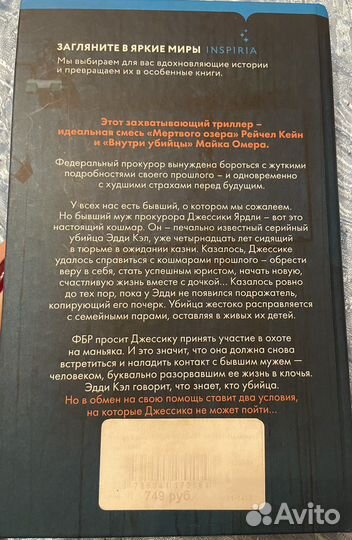 ЗАГЛЯНИТЕ В ЯРКИЕ МИРЫ INSPIRIA
Мы выбираем для вас вдохновляющие истории
и превращаем их в особенные книги.
Этот захватывающий триллер –
идеальная смесь «Мертвого озера» Рейчел Кейн
и «Внутри убийцы» Майка Омера.
Федеральный прокурор вынуждена бороться с жуткими
подробностями своего прошлого – и одновременно
с худшими страхами перед будущим.
У всех нас есть бывший, о котором мы сожалеем.
Но бывший муж прокурора Джессики Ярдли – вот это
настоящий кошмар. Он – печально известный серийный
убийца Эдди Кэл, уже четырнадцать лет сидящий
в тюрьме в ожидании казни. Казалось, Джессике
удалось справиться с кошмарами прошлого – обрести
веру в себя, стать успешным юристом, начать новую,
счастливую жизнь вместе с дочкой... Казалось ровно
до тех пор, пока у Эдди не появился подражатель,
копирующий его почерк. Убийца жестоко расправляется
с семейными парами, оставляя в живых их детей.
ФБР просит Джессику принять участие в охоте
на маньяка. И это значит, что она должна снова
встретиться и наладить контакт с бывшим мужем –
человеком, буквально разорвавшим ее жизнь в клочья.
Эдди Кэл говорит, что знает, кто убийца.
Но в обмен на свою помощь ставит два условия,
на которые Джессика не может пойти...
749 руб.
Avito